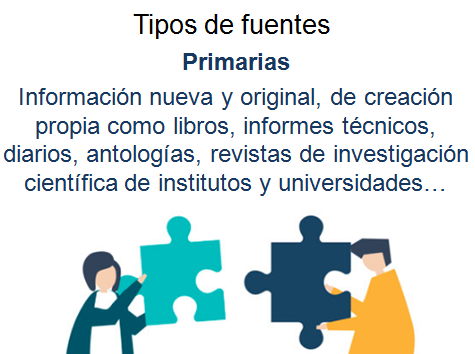 Tipos de fuentes
Primarias
Información nueva y original, de creación
propia como libros, informes técnicos,
diarios, antologías, revistas de investigación
científica de institutos y universidades…